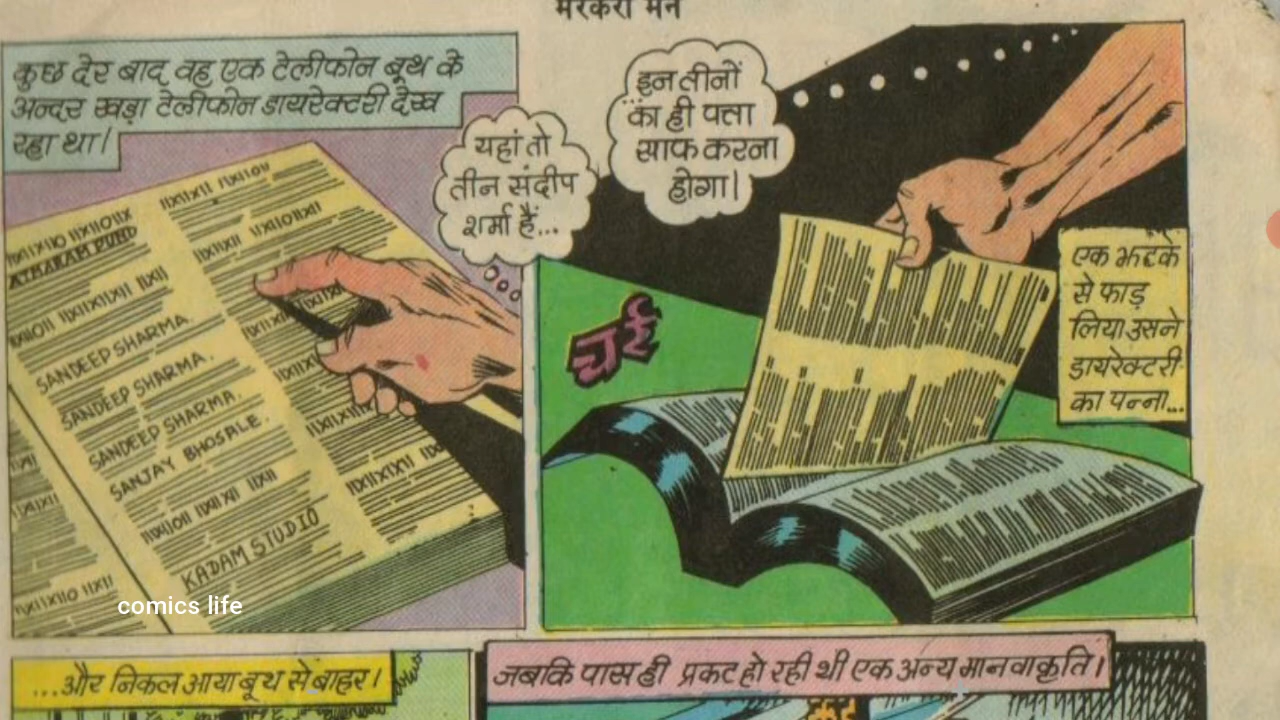 मरकरी मैन
कुछ देर बाद वह एक टेलीफोन बूथ के
अन्दर खड़ा टेलीफोन डायरेक्टरी देख
रहा था।
यहां तो
तीन संदीप
शर्मा हैं...
ATMARAM FUND
SANDEEP SHARMA.
SANDEEP SHARMA.
SANDEEP SHARMA.
SANJAY BHOSALE.
KADAM STUDIO
comics life
इन तीनों
का ही पत्ता
साफ करना
होगा।
चर्र
एक झटके
से फाड़
लिया उसने
डायरेक्टरी
का पन्ना...
...और निकल आया बूथ से बाहर।
जबकि पास ही प्रकट हो रही थी एक अन्य मानवाकृति।